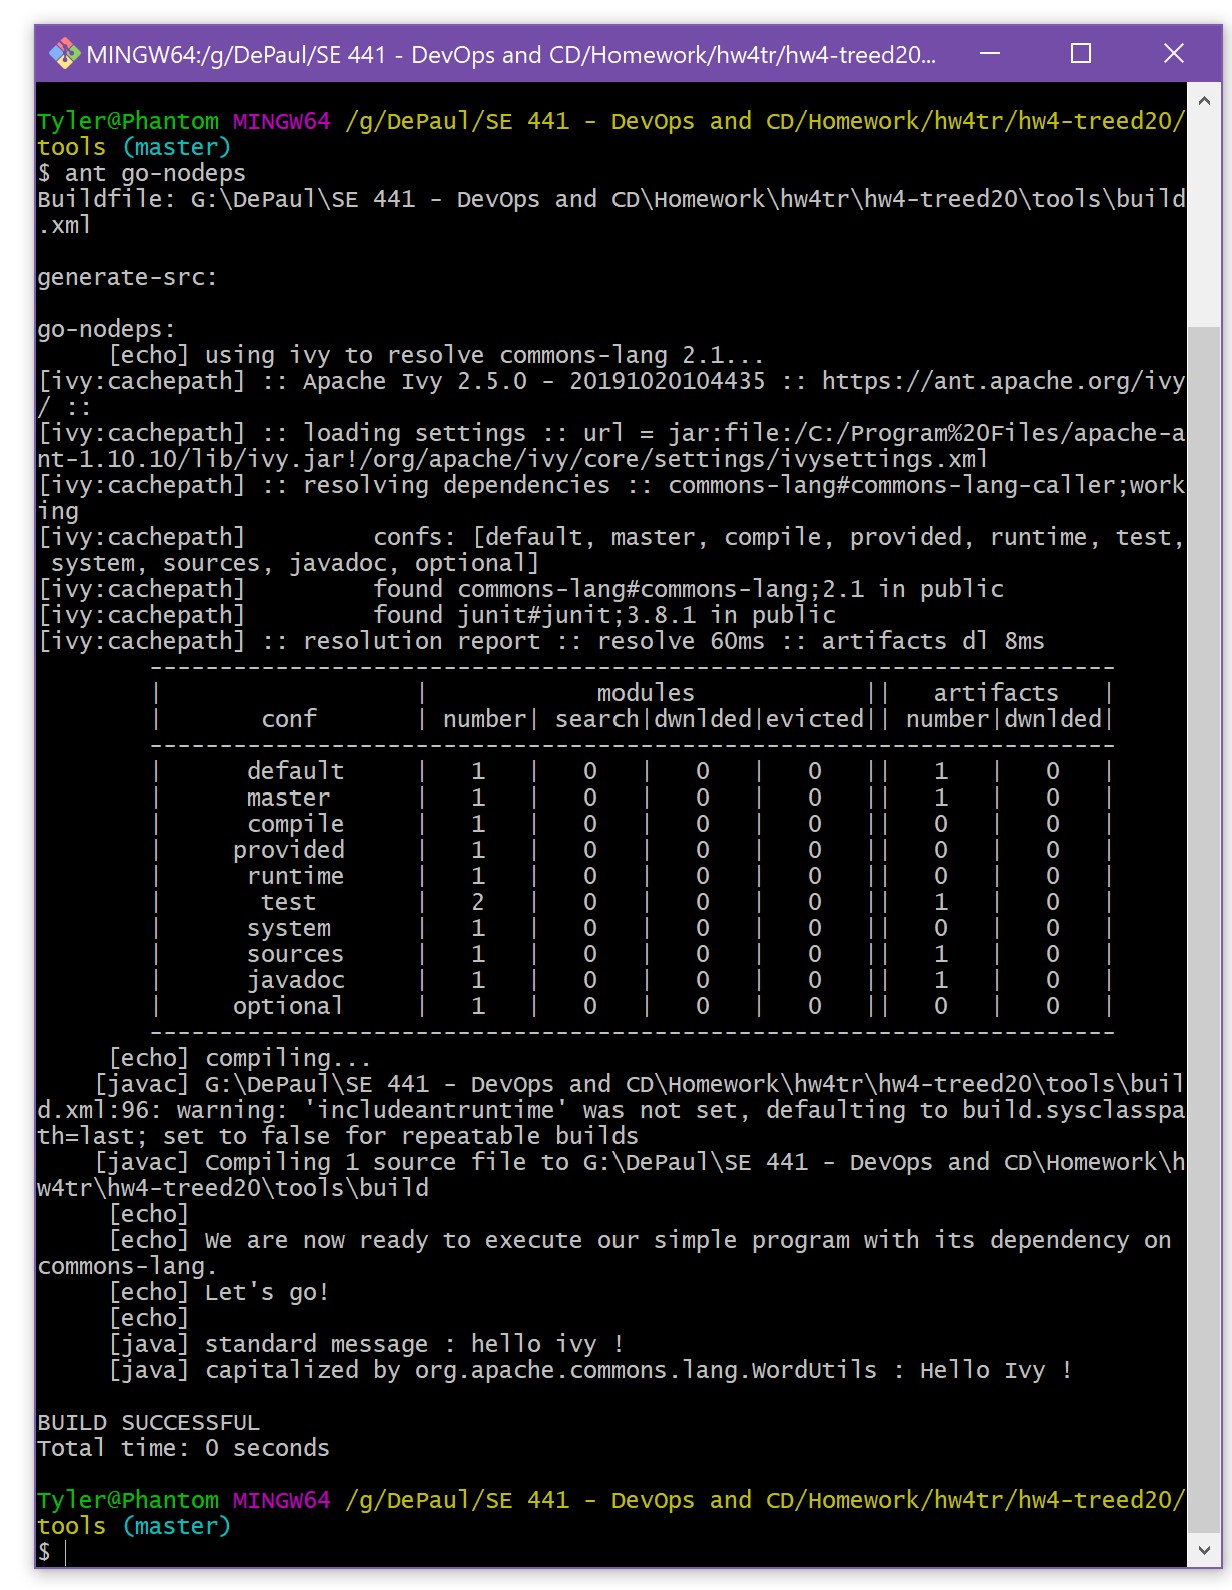 MINGW64:/g/DePaul/SE 441 - DevOps and CD/Homework/hw4tr/hw4-treed20...
Tyler@Phantom MINGW64 /g/DePaul/SE 441 - DevOps and CD/Homework/hw4tr/hw4-treed20/
tools (master)
$ ant go-nodeps
Buildfile: G:\DePaul\SE 441 - DevOps and CD\Homework\hw4tr\hw4-treed20\tools\build
.xml

generate-src:

go-nodeps:
     [echo] using ivy to resolve commons-lang 2.1...
[ivy:cachepath] :: Apache Ivy 2.5.0 - 20191020104435 :: https://ant.apache.org/ivy
/ ::
[ivy:cachepath] :: loading settings :: url = jar:file:/C:/Program%20Files/apache-a
nt-1.10.10/lib/ivy.jar!/org/apache/ivy/core/settings/ivysettings.xml
[ivy:cachepath] :: resolving dependencies :: commons-lang#commons-lang-caller;work
ing
[ivy:cachepath]         confs: [default, master, compile, provided, runtime, test,
 system, sources, javadoc, optional]
[ivy:cachepath]         found commons-lang#commons-lang;2.1 in public
[ivy:cachepath]         found junit#junit;3.8.1 in public
[ivy:cachepath] :: resolution report :: resolve 60ms :: artifacts dl 8ms
        ---------------------------------------------------------------------
        |                  |            modules            ||   artifacts   |
        |       conf       | number| search|dwnlded|evicted|| number|dwnlded|
        ---------------------------------------------------------------------
        |      default     |   1   |   0   |   0   |   0   ||   1   |   0   |
        |      master      |   1   |   0   |   0   |   0   ||   1   |   0   |
        |      compile     |   1   |   0   |   0   |   0   ||   0   |   0   |
        |     provided     |   1   |   0   |   0   |   0   ||   0   |   0   |
        |      runtime     |   1   |   0   |   0   |   0   ||   0   |   0   |
        |       test       |   2   |   0   |   0   |   0   ||   1   |   0   |
        |      system      |   1   |   0   |   0   |   0   ||   0   |   0   |
        |      sources     |   1   |   0   |   0   |   0   ||   1   |   0   |
        |      javadoc     |   1   |   0   |   0   |   0   ||   1   |   0   |
        |     optional     |   1   |   0   |   0   |   0   ||   0   |   0   |
        ---------------------------------------------------------------------
     [echo] compiling...
    [javac] G:\DePaul\SE 441 - DevOps and CD\Homework\hw4tr\hw4-treed20\tools\buil
d.xml:96: warning: 'includeantruntime' was not set, defaulting to build.sysclasspa
th=last; set to false for repeatable builds
    [javac] Compiling 1 source file to G:\DePaul\SE 441 - DevOps and CD\Homework\h
w4tr\hw4-treed20\tools\build
     [echo]
     [echo] We are now ready to execute our simple program with its dependency on
commons-lang.
     [echo] Let's go!
     [echo]
     [java] standard message : hello ivy !
     [java] capitalized by org.apache.commons.lang.WordUtils : Hello Ivy !

BUILD SUCCESSFUL
Total time: 0 seconds

Tyler@Phantom MINGW64 /g/DePaul/SE 441 - DevOps and CD/Homework/hw4tr/hw4-treed20/
tools (master)
$